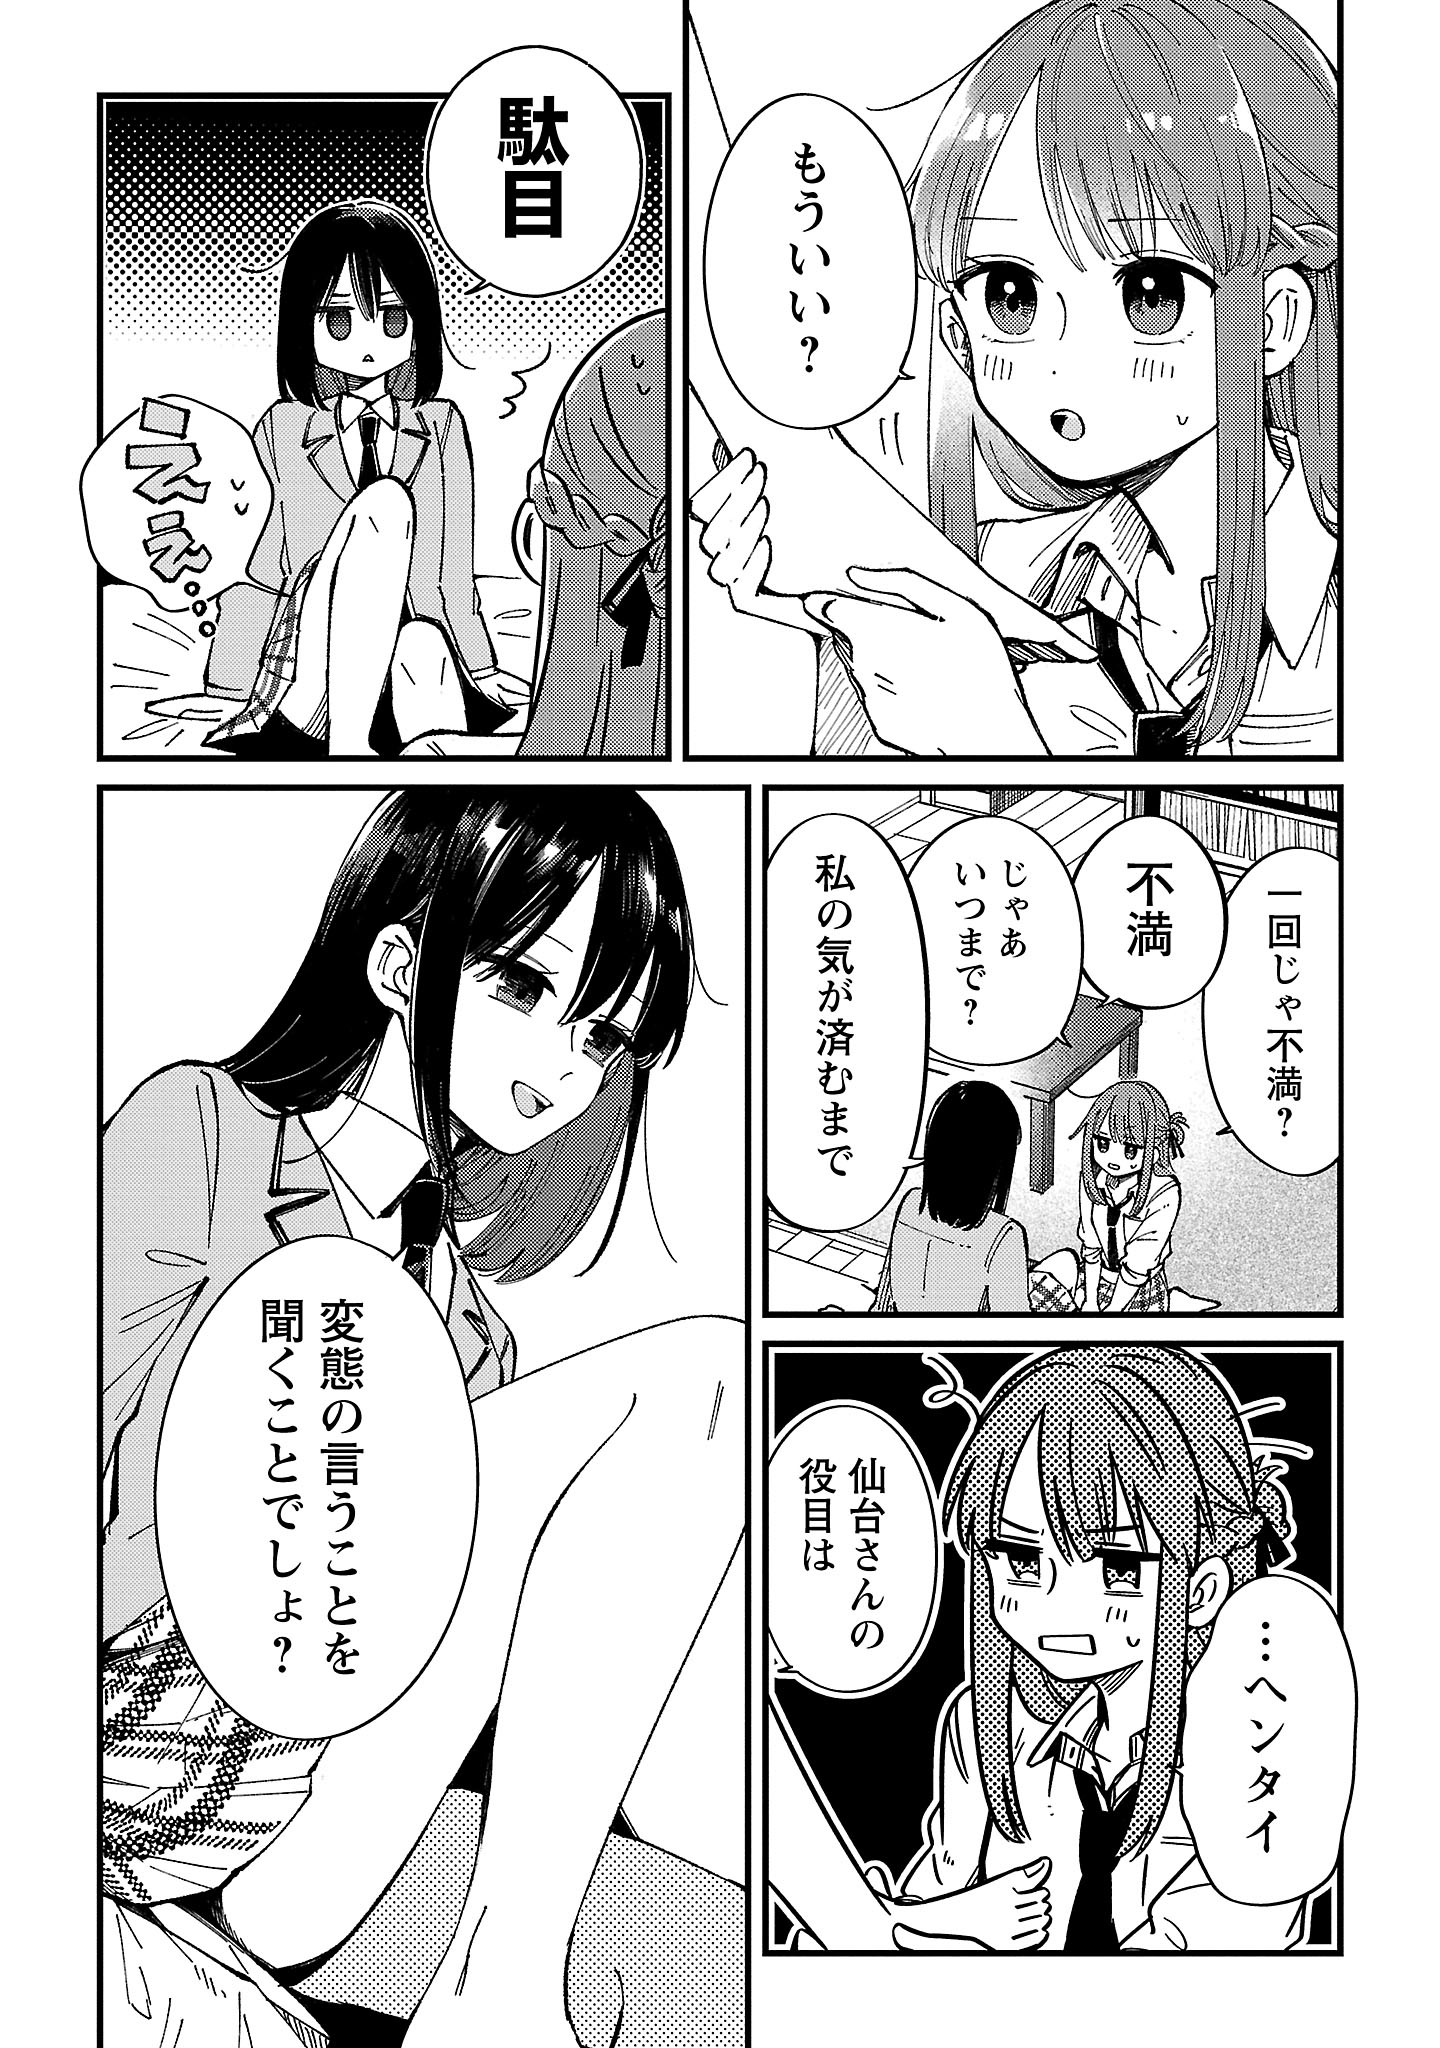 もういい？
駄目
ええ
一回じゃ不満？
不満
じゃあ
いつまで？
私の気が済むまで
…ヘンタイ
仙台さんの
役目は
変態の言うことを
聞くことでしょ？